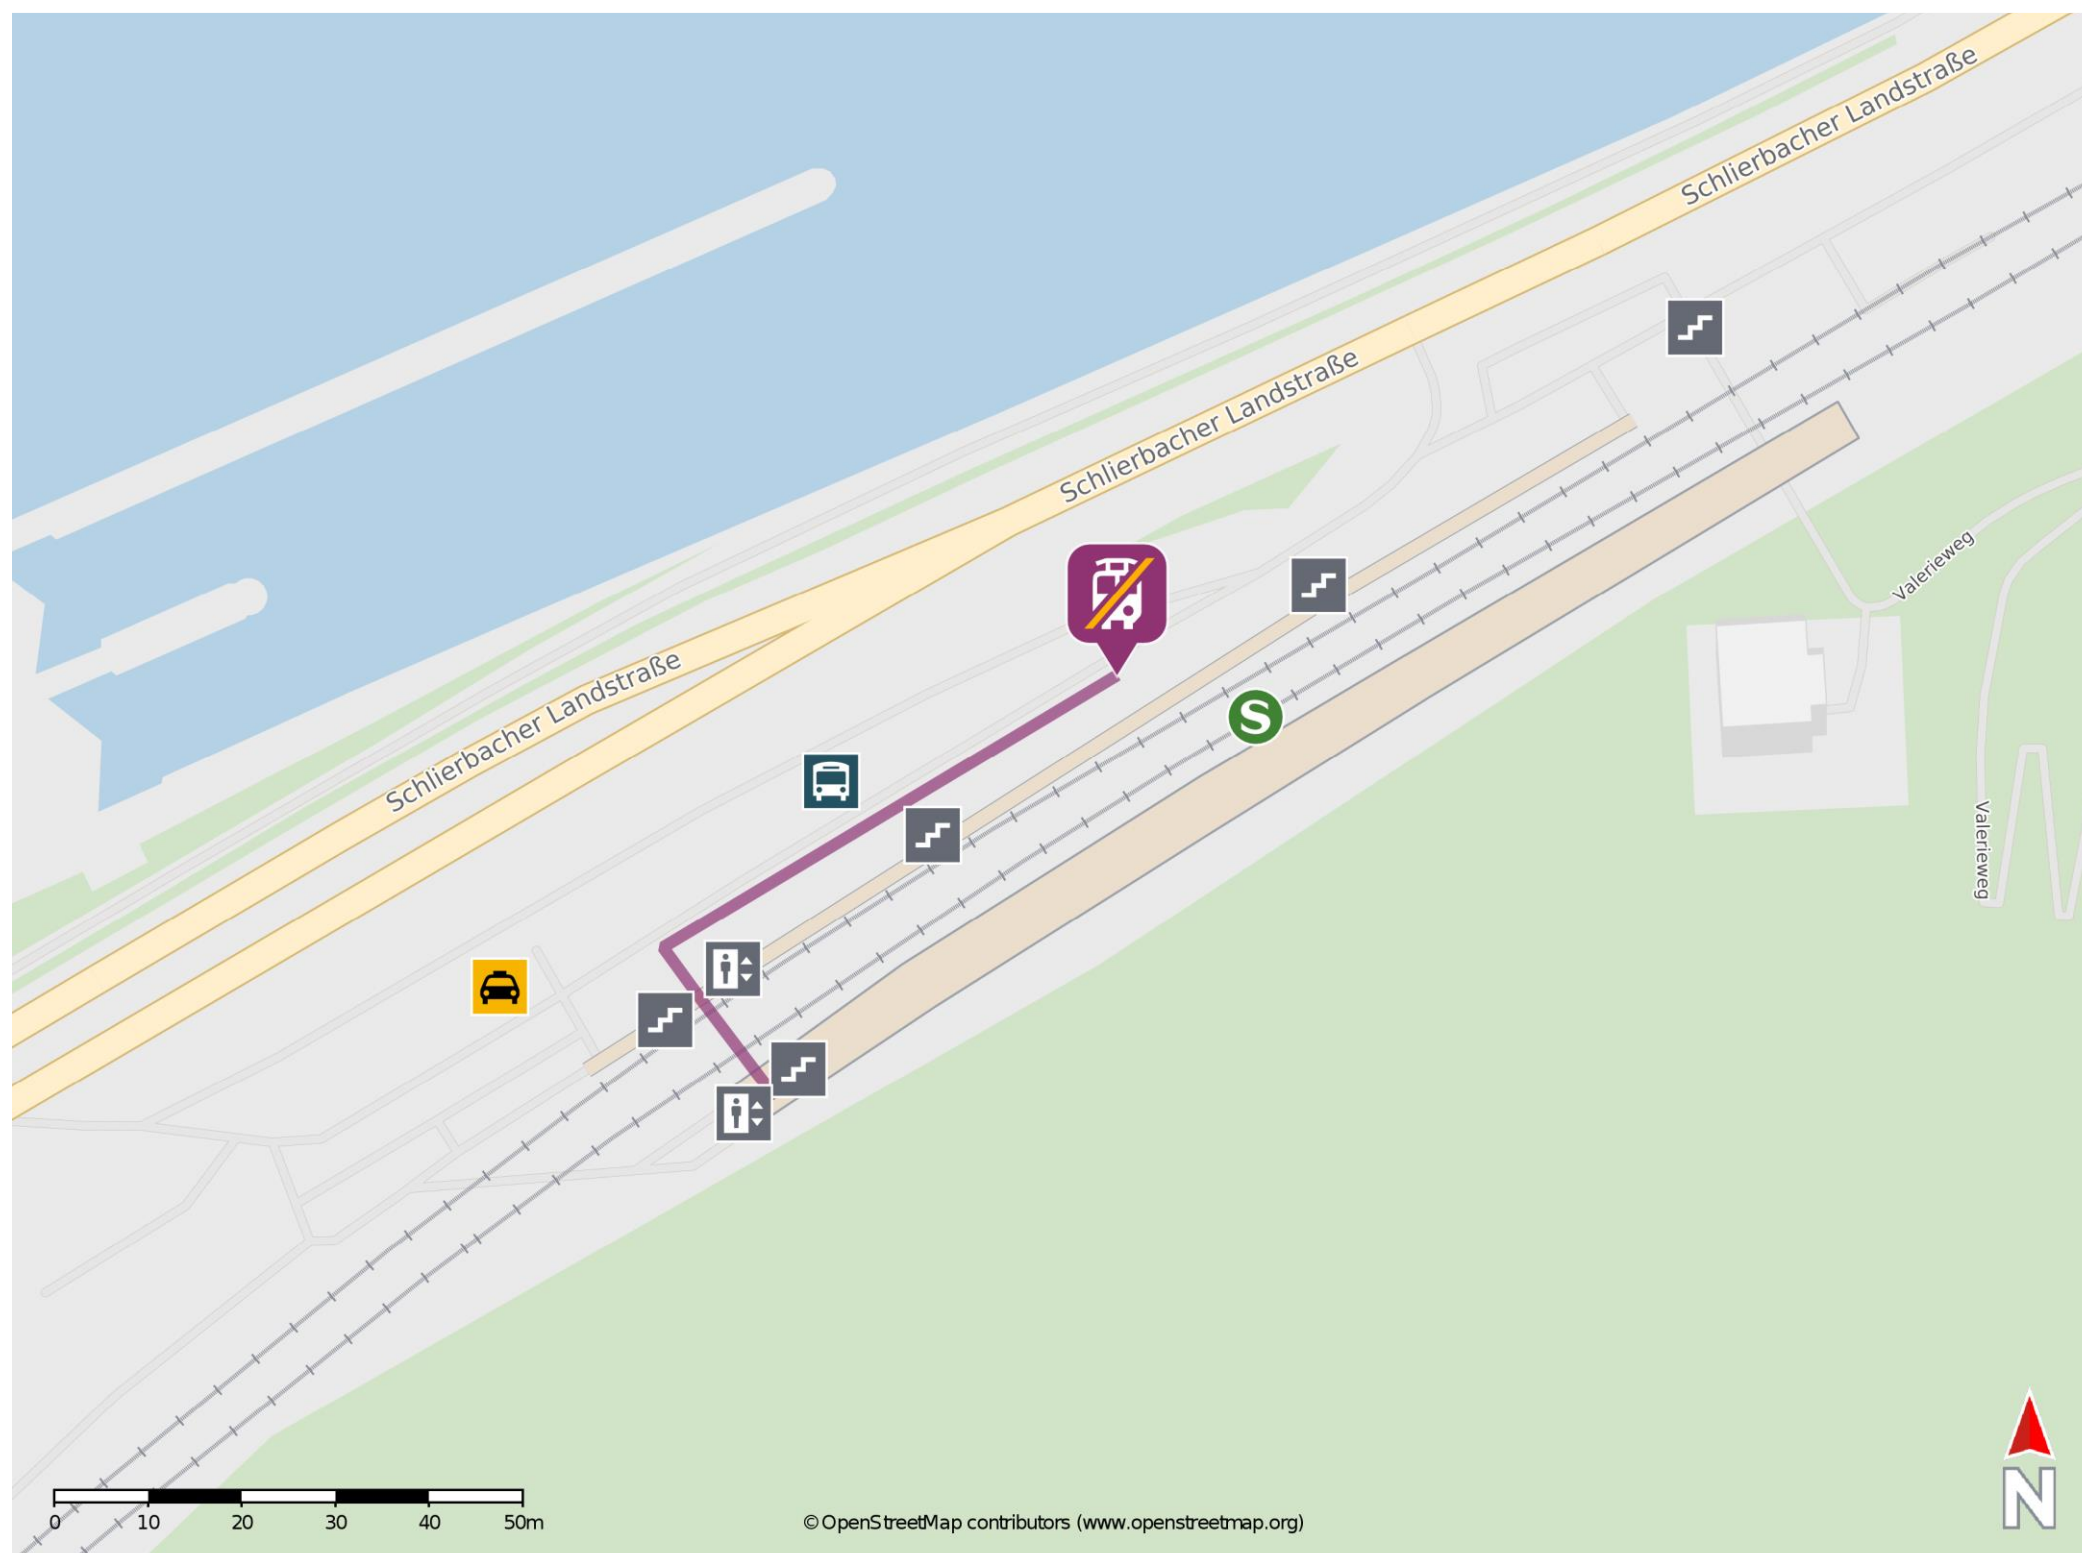 Schlierbacher Landstraße
Schlierbacher Landstraße
Valerieweg
S
Schlierbacher Landstraße
Valerieweg
0 10 20 30 40 50m
© OpenStreetMap contributors (www.openstreetmap.org)
N